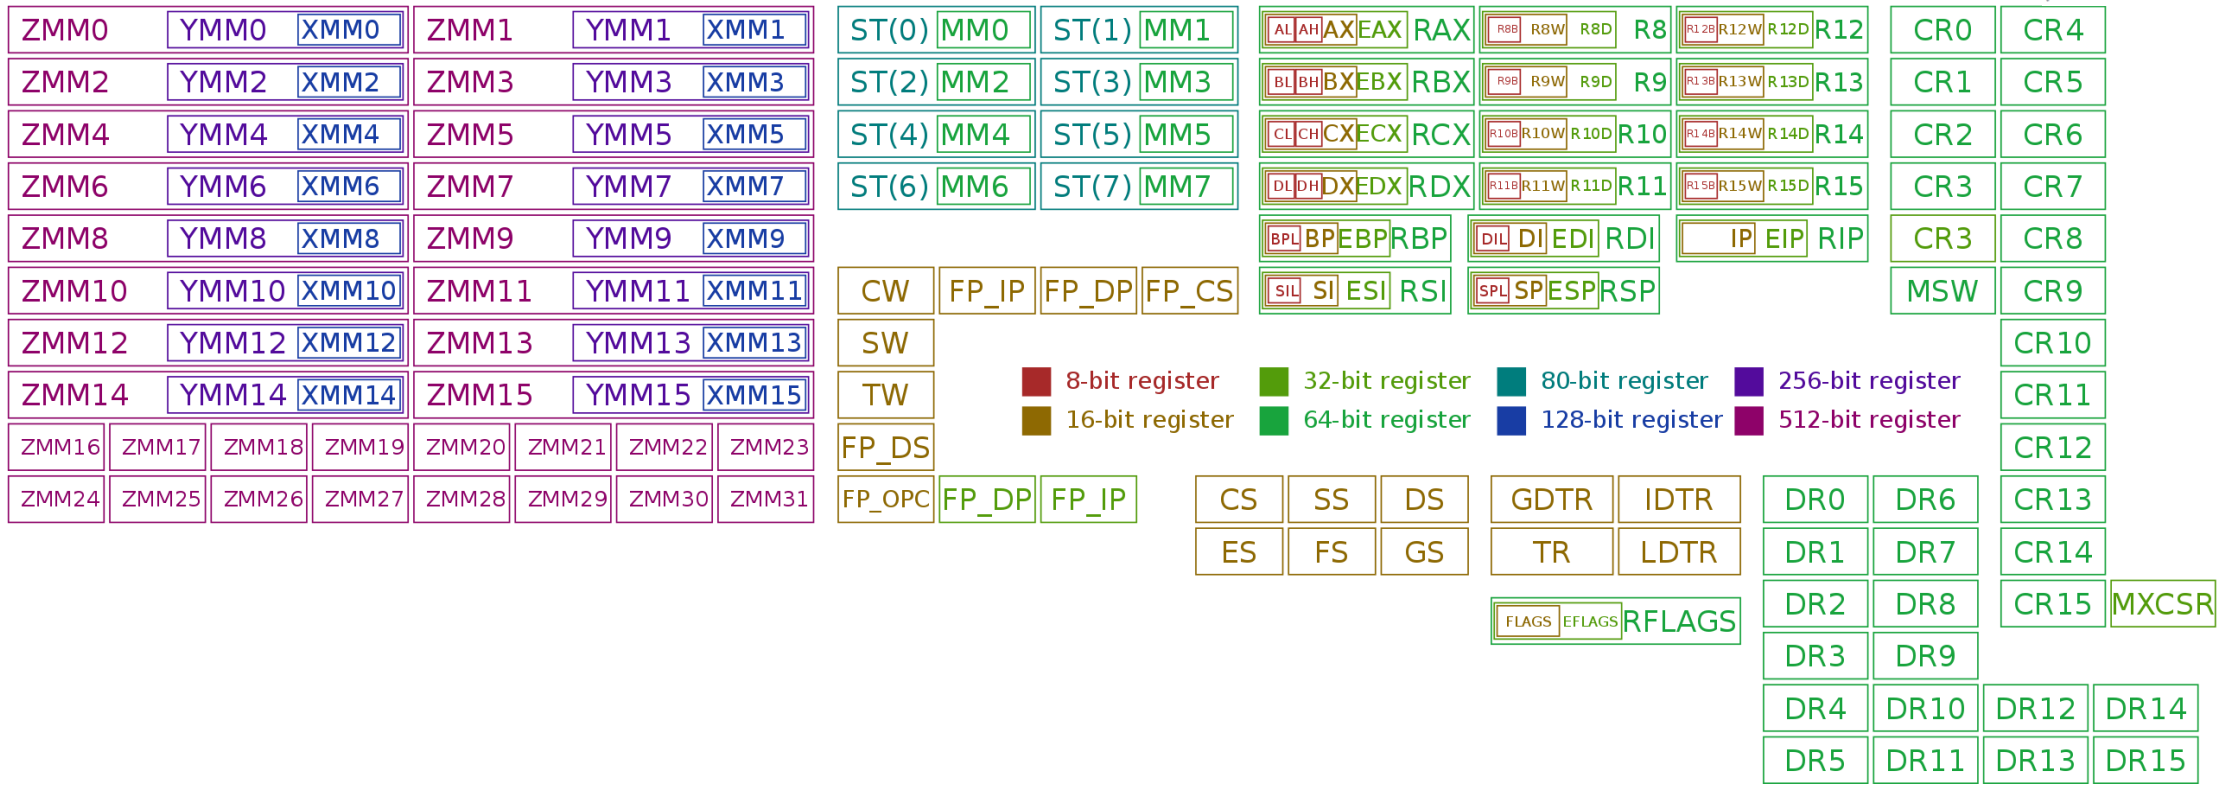 ZMM0 YMM0 XMM0 ZMM1 YMM1 XMM1 ST(0) MM0 ST(1) MM1 AL AH AX EAX RAX R8B R8W R8D R8 R12B R12W R12D R12 CR0 CR4
ZMM2 YMM2 XMM2 ZMM3 YMM3 XMM3 ST(2) MM2 ST(3) MM3 BL BH BX EBX RBX R9B R9W R9D R9 R13B R13W R13D R13 CR1 CR5
ZMM4 YMM4 XMM4 ZMM5 YMM5 XMM5 ST(4) MM4 ST(5) MM5 CL CH CX ECX RCX R10B R10W R10D R10 R14B R14W R14D R14 CR2 CR6
ZMM6 YMM6 XMM6 ZMM7 YMM7 XMM7 ST(6) MM6 ST(7) MM7 DL DH DX EDX RDX R11B R11W R11D R11 R15B R15W R15D R15 CR3 CR7
ZMM8 YMM8 XMM8 ZMM9 YMM9 XMM9 BPL BP EBP RBP DIL DI EDI RDI IP EIP RIP CR3 CR8
ZMM10 YMM10 XMM10 ZMM11 YMM11 XMM11 CW FP_IP FP_DP FP_CS SIL SI ESI RSI SPL SP ESP RSP MSW CR9
ZMM12 YMM12 XMM12 ZMM13 YMM13 XMM13 SW CR10
8-bit register 32-bit register 80-bit register 256-bit register
ZMM14 YMM14 XMM14 ZMM15 YMM15 XMM15 TW CR11
16-bit register 64-bit register 128-bit register 512-bit register
ZMM16 ZMM17 ZMM18 ZMM19 ZMM20 ZMM21 ZMM22 ZMM23 FP_DS CR12
ZMM24 ZMM25 ZMM26 ZMM27 ZMM28 ZMM29 ZMM30 ZMM31 FP_OPC FP_DP FP_IP CS SS DS GDTR IDTR DR0 DR6 CR13
ES FS GS TR LDTR DR1 DR7 CR14
DR2 DR8 CR15 MXCSR
FLAGS EFLAGS RFLAGS
DR3 DR9
DR4 DR10 DR12 DR14
DR5 DR11 DR13 DR15